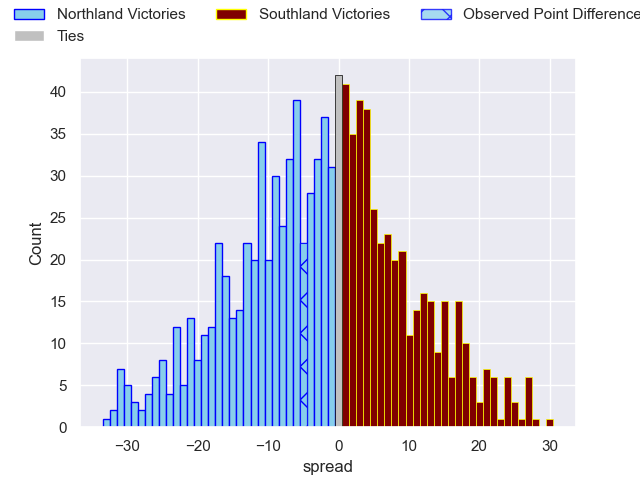 Northland Victories Southland Victories Observed Point Difference
Ties
40
35
30
25
20
15
10
5
0
Count
−30 −20 −10 0 10 20 30
spread